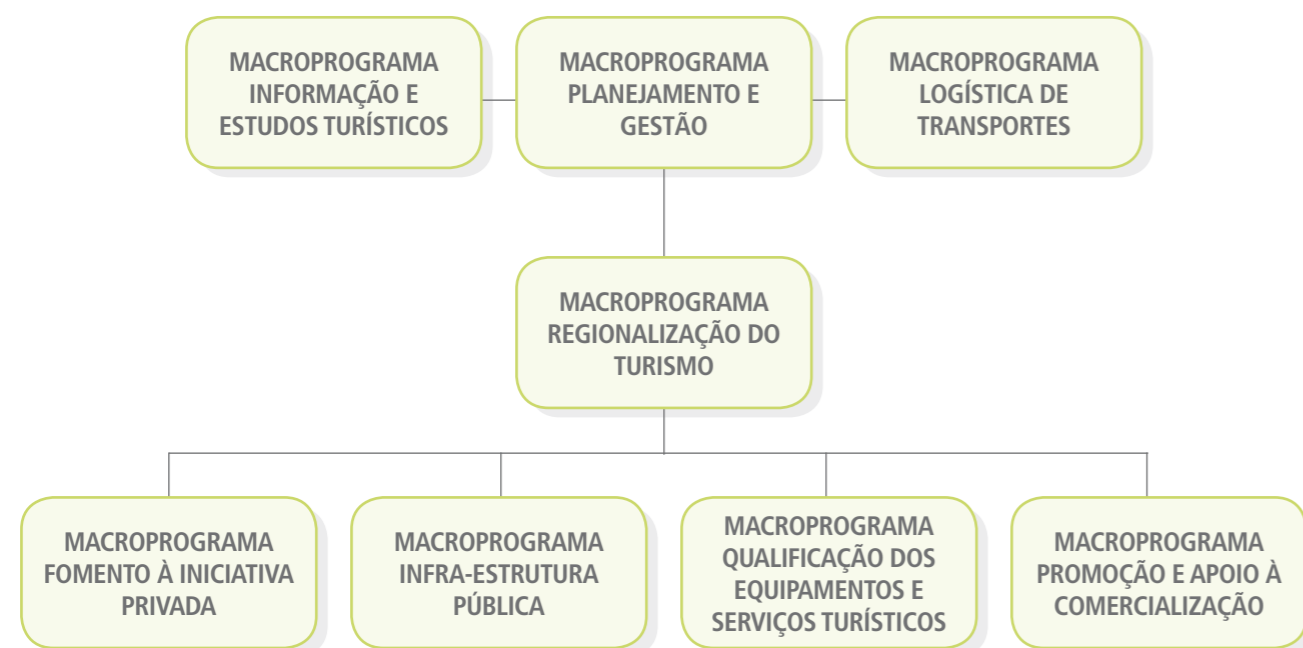 MACROPROGRAMA
INFORMAÇÃO E
ESTUDOS TURÍSTICOS
MACROPROGRAMA
PLANEJAMENTO E
GESTÃO
MACROPROGRAMA
LOGÍSTICA DE
TRANSPORTES
MACROPROGRAMA
REGIONALIZAÇÃO DO
TURISMO
MACROPROGRAMA
FOMENTO À INICIATIVA
PRIVADA
MACROPROGRAMA
INFRA-ESTRUTURA
PÚBLICA
MACROPROGRAMA
QUALIFICAÇÃO DOS
EQUIPAMENTOS E
SERVIÇOS TURÍSTICOS
MACROPROGRAMA
PROMOÇÃO E APOIO À
COMERCIALIZAÇÃO